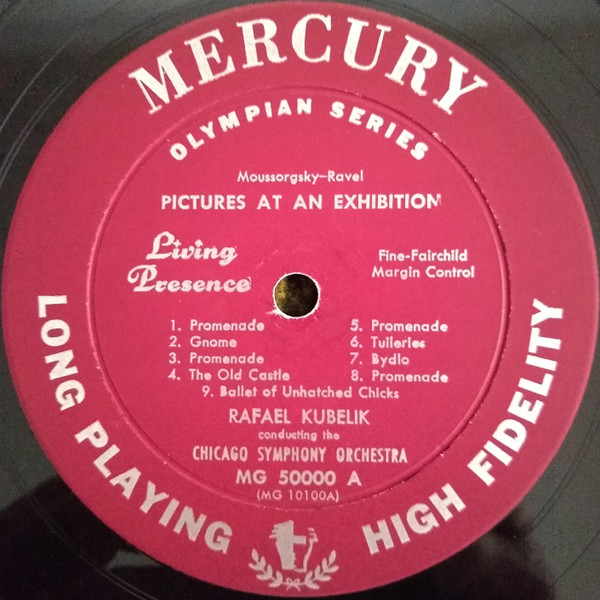 MERCURY
OLYMPIAN SERIES
Moussorgsky–Ravel
PICTURES AT AN EXHIBITION
Living
Presence
Fine-Fairchild
Margin Control
1. Promenade
2. Gnome
3. Promenade
4. The Old Castle
5. Promenade
6. Tuileries
7. Bydlo
8. Promenade
9. Ballet of Unhatched Chicks
RAFAEL KUBELIK
conducting the
CHICAGO SYMPHONY ORCHESTRA
MG 50000 A
(MG 10100A)
LONG PLAYING
HIGH FIDELITY